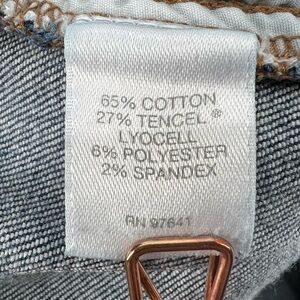 65% COTTON
27% TENCEL®
LYOCELL
6% POLYESTER
2% SPANDEX
RN 97641